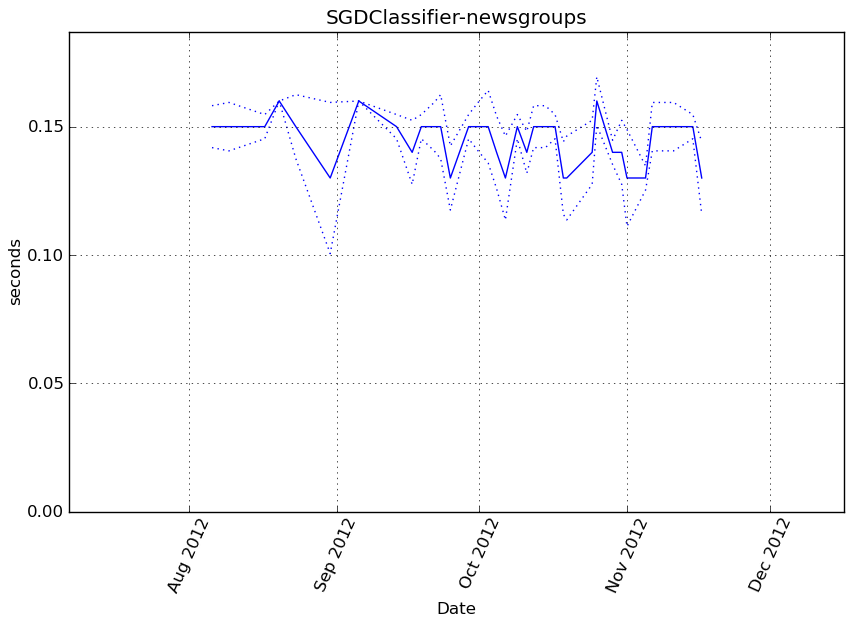 SGDClassifier-newsgroups
seconds
0.15
0.10
0.05
0.00
Aug 2012
Sep 2012
Oct 2012
Nov 2012
Dec 2012
Date